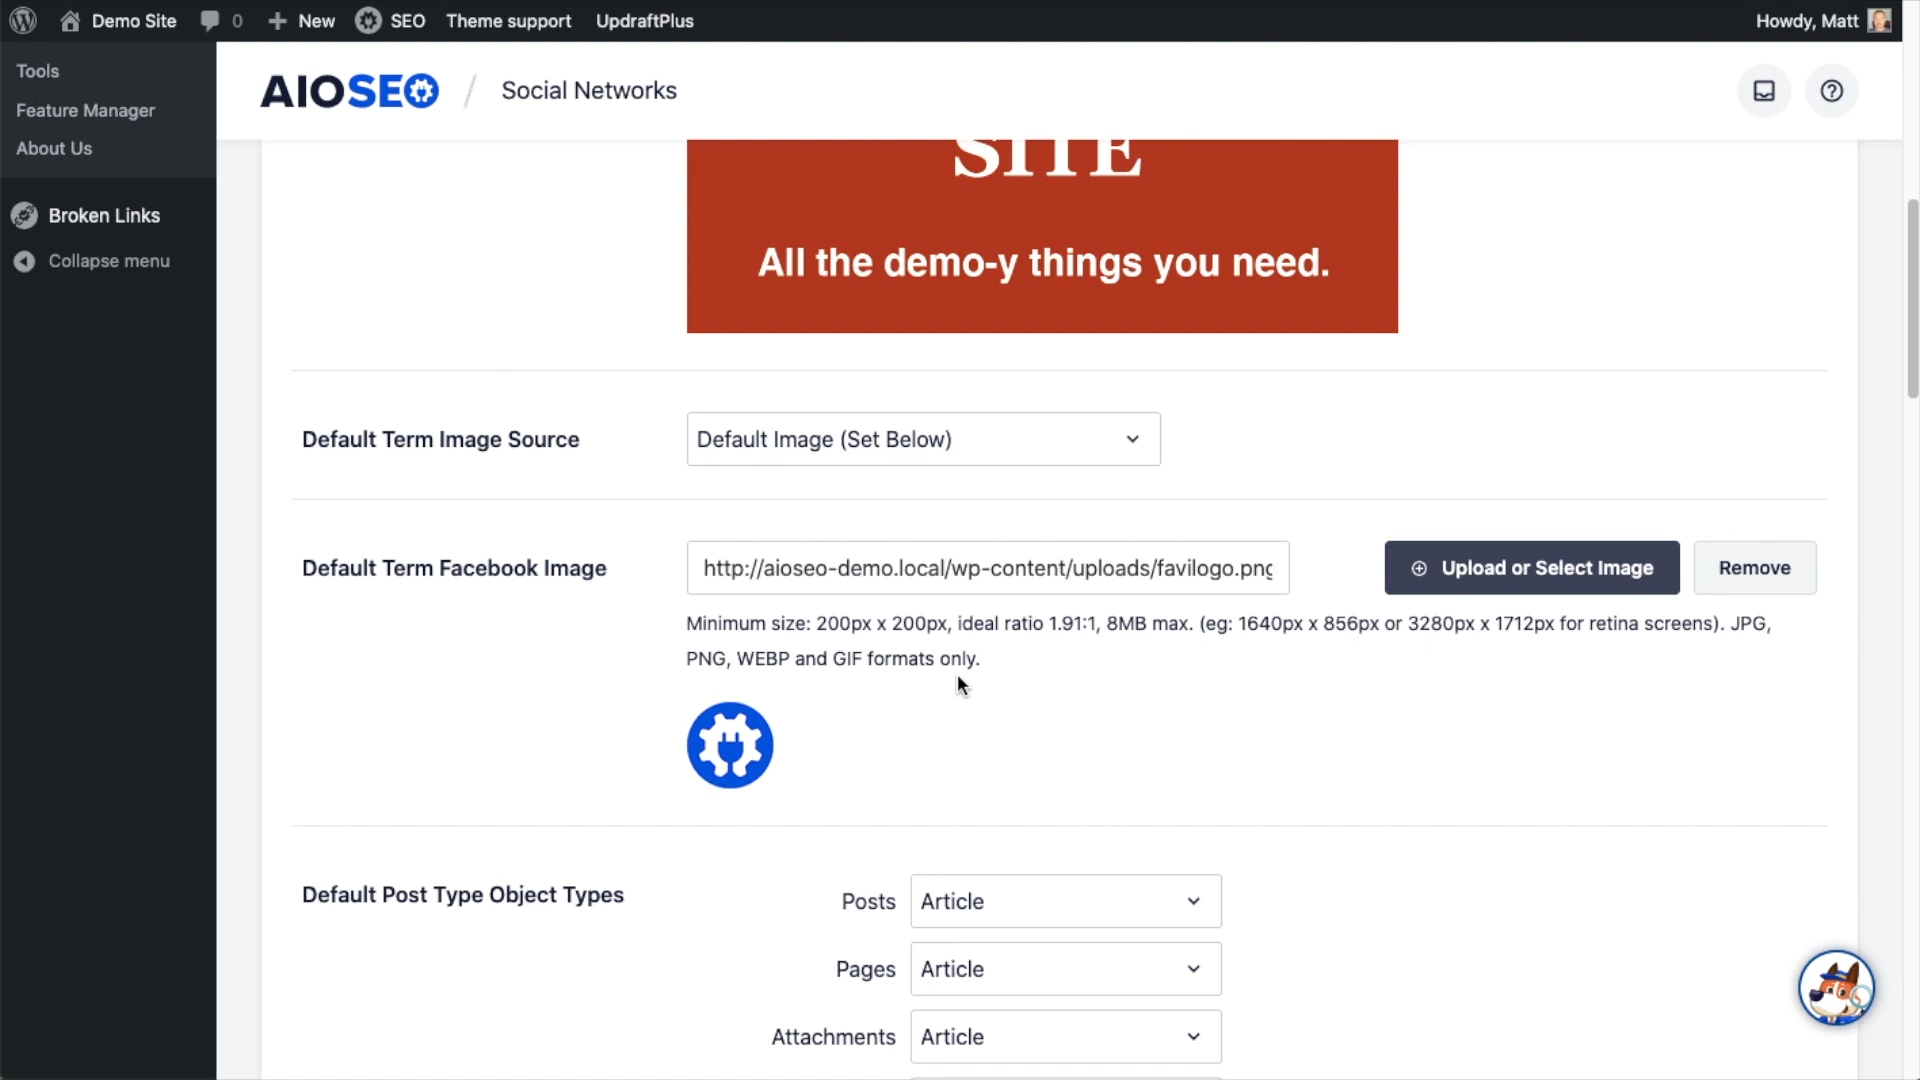 Demo Site 0 New SEO Theme support UpdraftPlus Howdy, Matt
Tools
Feature Manager
About Us
Broken Links
Collapse menu
AIOSEO / Social Networks
SITE
All the demo-y things you need.
Default Term Image Source
Default Image (Set Below)
Default Term Facebook Image
http://aioseo-demo.local/wp-content/uploads/favilogo.png
Upload or Select Image
Remove
Minimum size: 200px x 200px, ideal ratio 1.91:1, 8MB max. (eg: 1640px x 856px or 3280px x 1712px for retina screens). JPG,
PNG, WEBP and GIF formats only.
Default Post Type Object Types
Posts Article
Pages Article
Attachments Article